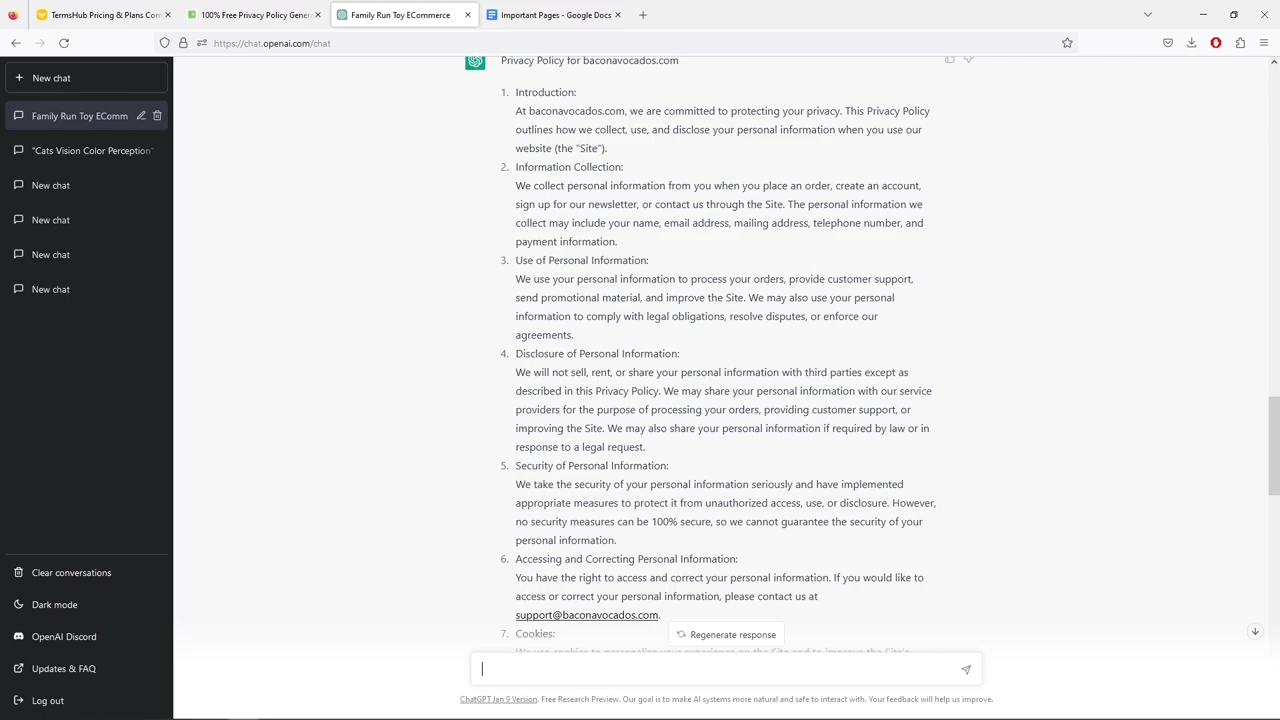 TermsHub Pricing & Plans Com
100% Free Privacy Policy Gener
Family Run Toy ECommerce
Important Pages - Google Docs
https://chat.openai.com/chat
New chat
Family Run Toy EComm
"Cats Vision Color Perception"
New chat
New chat
New chat
New chat
Clear conversations
Dark mode
OpenAI Discord
Updates & FAQ
Log out
Privacy Policy for baconavocados.com
1. Introduction:
At baconavocados.com, we are committed to protecting your privacy. This Privacy Policy
outlines how we collect, use, and disclose your personal information when you use our
website (the "Site").
2. Information Collection:
We collect personal information from you when you place an order, create an account,
sign up for our newsletter, or contact us through the Site. The personal information we
collect may include your name, email address, mailing address, telephone number, and
payment information.
3. Use of Personal Information:
We use your personal information to process your orders, provide customer support,
send promotional material, and improve the Site. We may also use your personal
information to comply with legal obligations, resolve disputes, or enforce our
agreements.
4. Disclosure of Personal Information:
We will not sell, rent, or share your personal information with third parties except as
described in this Privacy Policy. We may share your personal information with our service
providers for the purpose of processing your orders, providing customer support, or
improving the Site. We may also share your personal information if required by law or in
response to a legal request.
5. Security of Personal Information:
We take the security of your personal information seriously and have implemented
appropriate measures to protect it from unauthorized access, use, or disclosure. However,
no security measures can be 100% secure, so we cannot guarantee the security of your
personal information.
6. Accessing and Correcting Personal Information:
You have the right to access and correct your personal information. If you would like to
access or correct your personal information, please contact us at
support@baconavocados.com.
7. Cookies:
We use cookies to personalize your experience on the Site and to improve the Site's
Regenerate response
ChatGPT Jan 9 Version. Free Research Preview. Our goal is to make AI systems more natural and safe to interact with. Your feedback will help us improve.